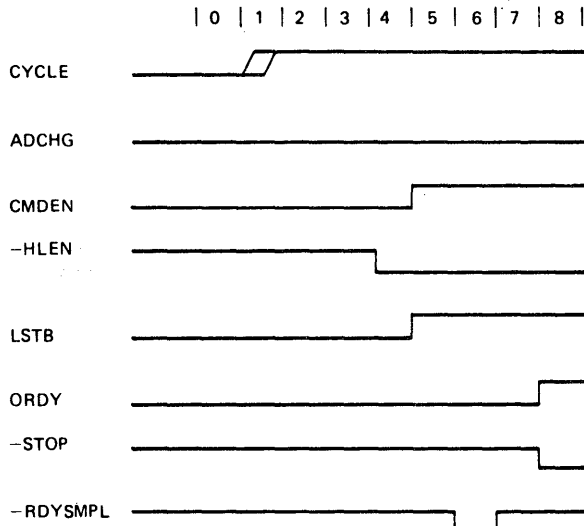 | 0 | 1 | 2 | 3 | 4 | 5 | 6 | 7 | 8 |
CYCLE
ADCHG
CMDEN
−HLEN
LSTB
ORDY
−STOP
−RDYSMPL